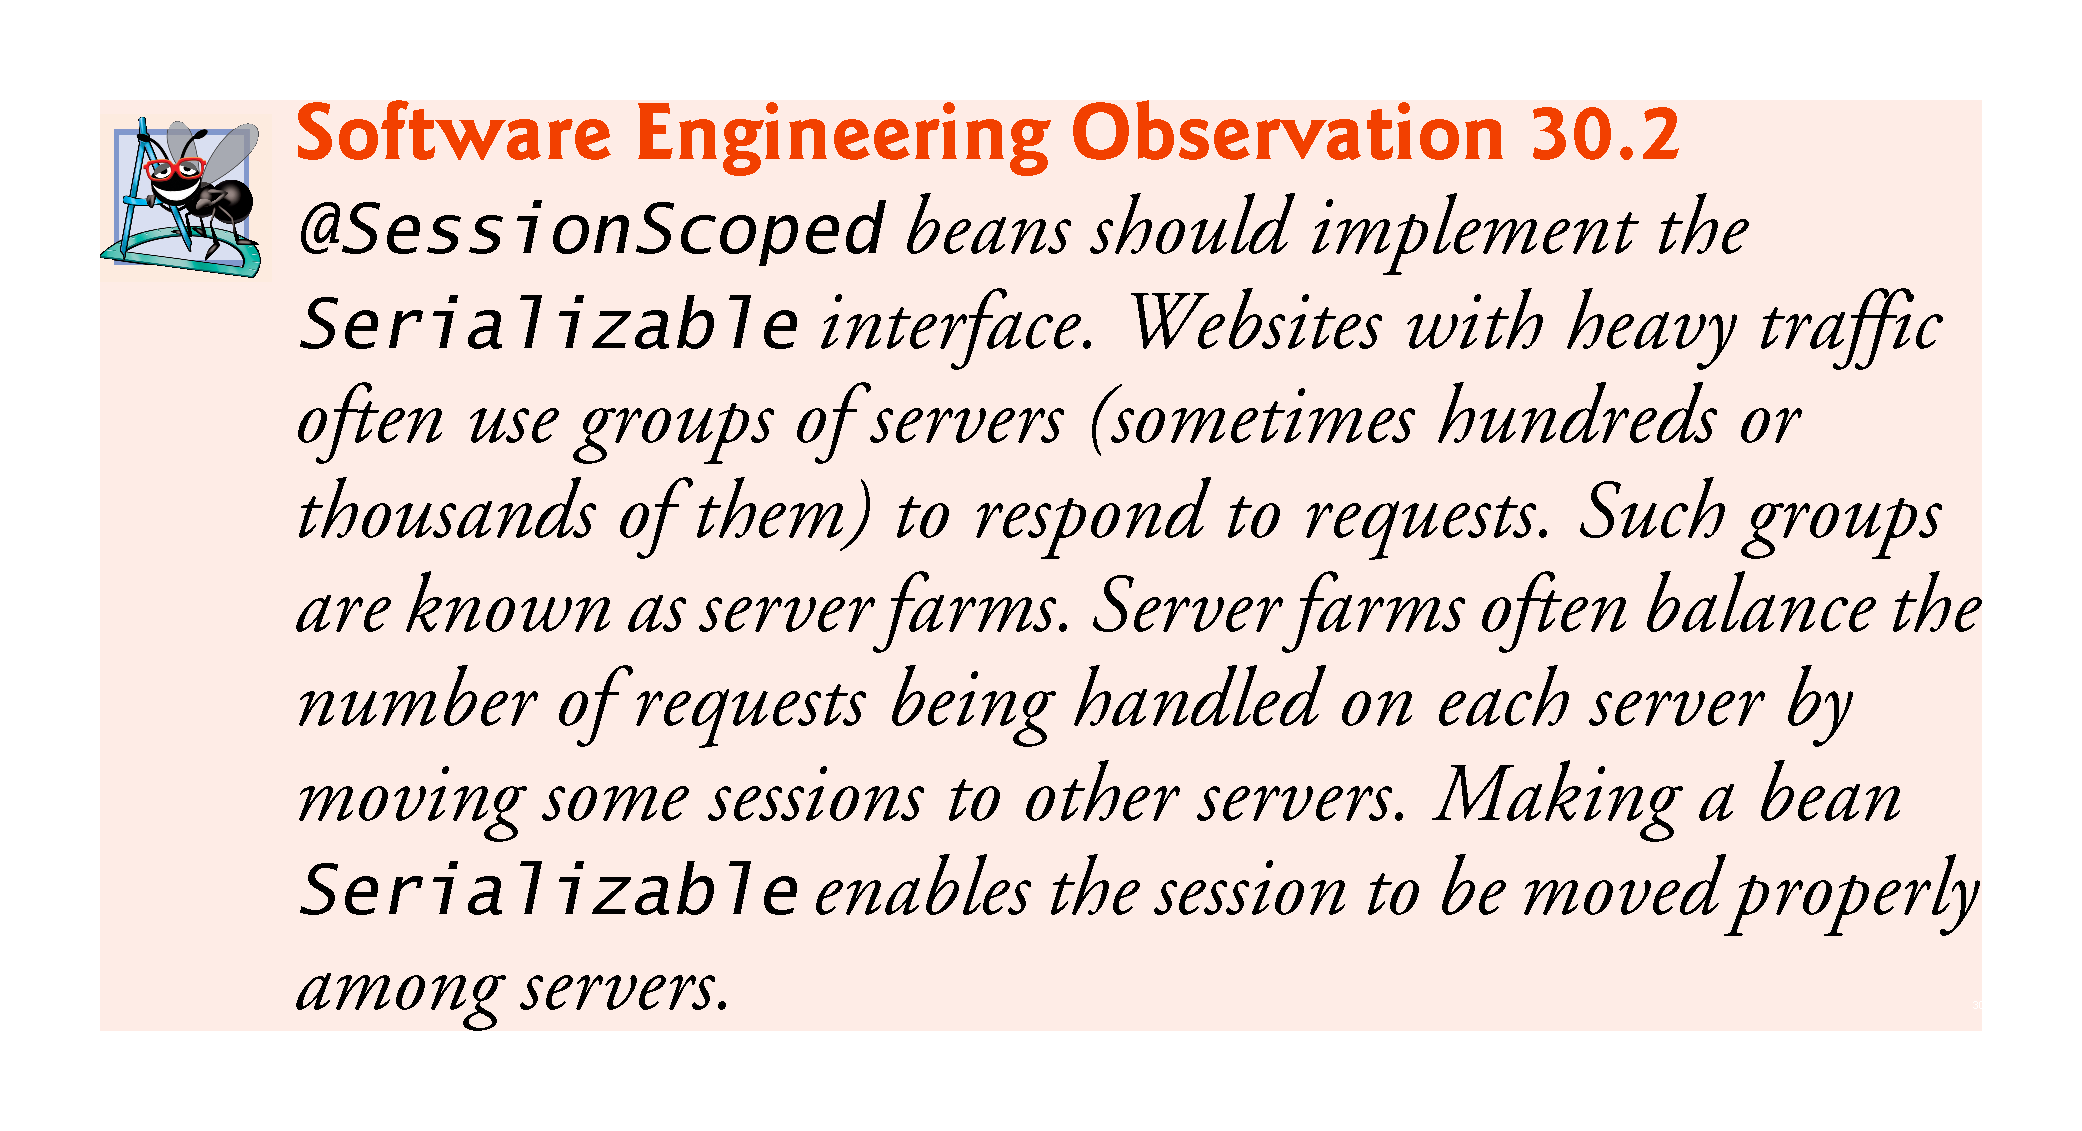 Software Engineering Observation 30.2
@SessionScoped beans should implement the
Serializable interface. Websites with heavy traffic
often use groups of servers (sometimes hundreds or
thousands of them) to respond to requests. Such groups
are known as server farms. Server farms often balance the
number of requests being handled on each server by
moving some sessions to other servers. Making a bean
Serializable enables the session to be moved properly
among servers.